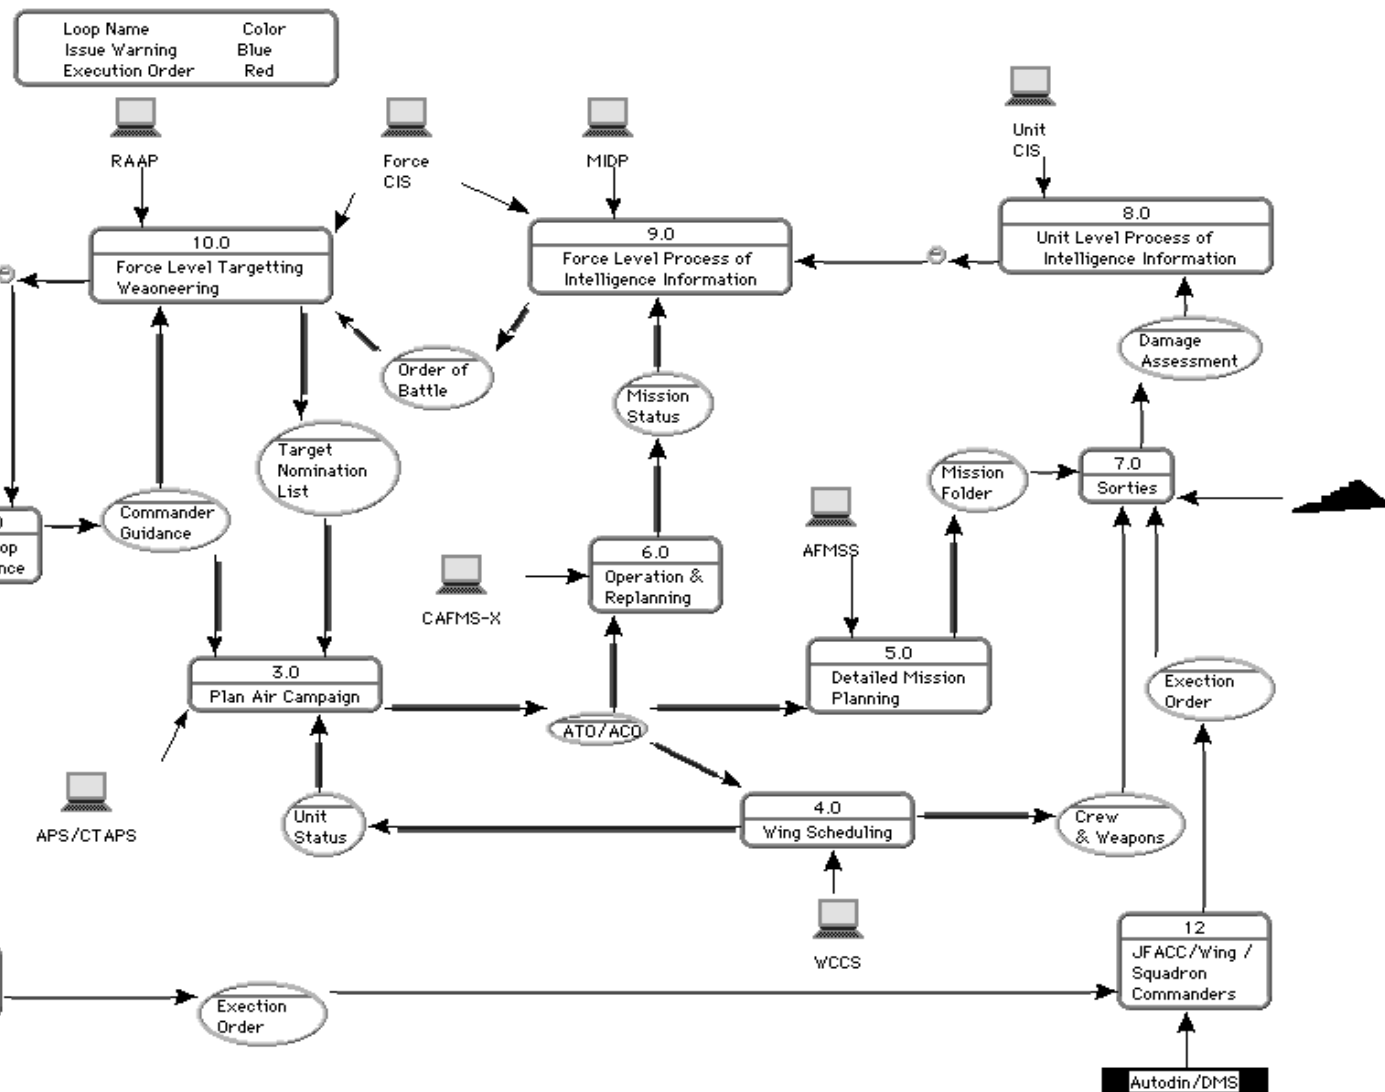 Loop Name Color
Issue Warning Blue
Execution Order Red
RAAP
Force
CIS
MIDP
Unit
CIS
10.0
Force Level Targetting
Weaoneering
9.0
Force Level Process of
Intelligence Information
8.0
Unit Level Process of
Intelligence Information
Order of
Battle
Mission
Status
Damage
Assessment
Target
Nomination
List
Commander
Guidance
Mission
Folder
7.0
Sorties
AFMSS
6.0
Operation &
Replanning
CAFMS-X
3.0
Plan Air Campaign
ATO/ACO
5.0
Detailed Mission
Planning
Exection
Order
APS/CTAPS
Unit
Status
4.0
Wing Scheduling
Crew
& Weapons
WCCS
12
JFACC/Wing /
Squadron
Commanders
Exection
Order
Autodin/DMS